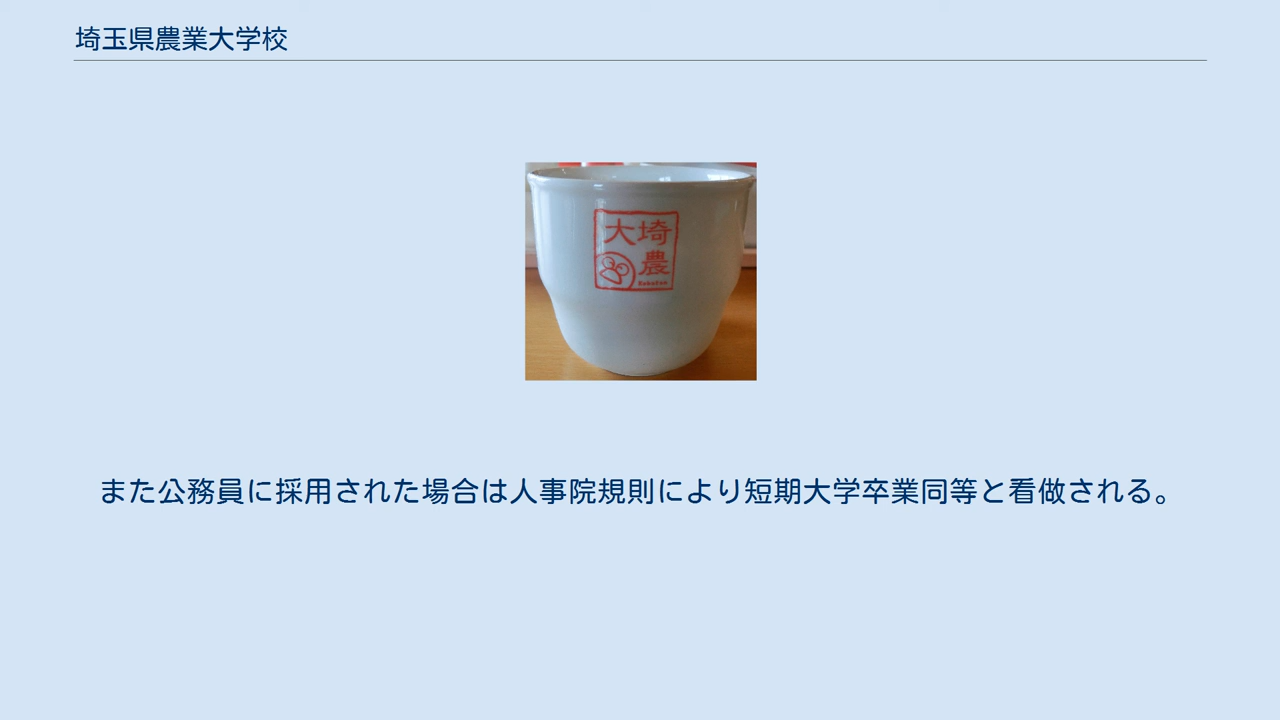 埼玉県農業大学校
埼農
大
また公務員に採用された場合は人事院規則により短期大学卒業同等と看做される。